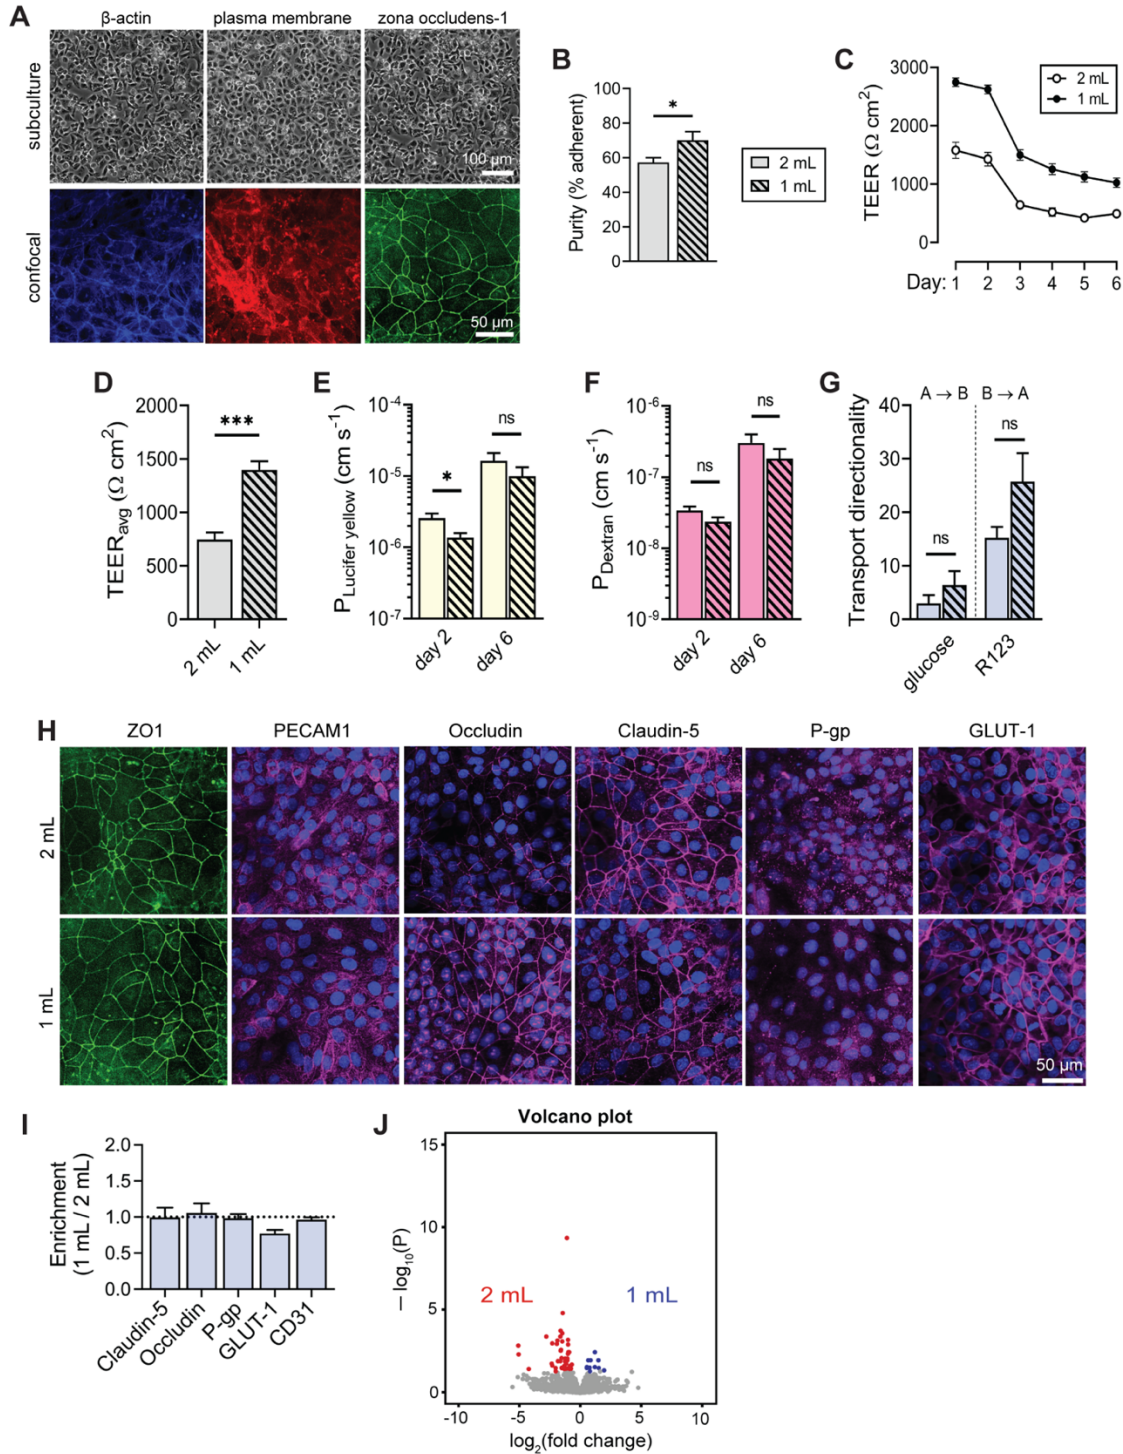 A
β-actin
plasma membrane
zona occludens-1
subculture
100 µm
confocal
50 µm
B
Purity (% adherent)
100
80
60
40
20
0
*
2 mL
1 mL
C
TEER (Ω cm²)
3000
2000
1000
0
2 mL
1 mL
Day: 1 2 3 4 5 6
D
TEERavg (Ω cm²)
2000
1500
1000
500
0
***
2 mL
1 mL
E
PLucifer yellow (cm s⁻¹)
10⁻⁴
10⁻⁵
10⁻⁶
10⁻⁷
*
ns
day 2
day 6
F
PDextran (cm s⁻¹)
10⁻⁶
10⁻⁷
10⁻⁸
10⁻⁹
ns
ns
day 2
day 6
G
Transport directionality
40
30
20
10
0
A → B
B → A
ns
ns
glucose
R123
H
ZO1
PECAM1
Occludin
Claudin-5
P-gp
GLUT-1
2 mL
1 mL
50 µm
I
Enrichment
(1 mL / 2 mL)
2.0
1.5
1.0
0.5
0.0
Claudin-5
Occludin
P-gp
GLUT-1
CD31
J
Volcano plot
− log₁₀(P)
15
10
5
0
2 mL
1 mL
-10 -5 0 5 10
log₂(fold change)